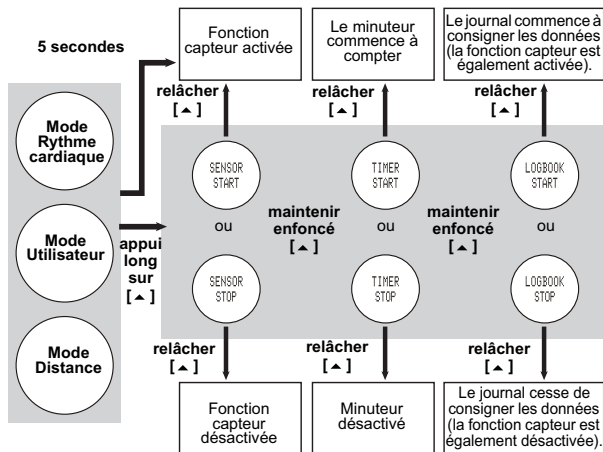 5 secondes
Fonction
capteur activée
Le minuteur
commence à
compter
Le journal commence à
consigner les données
(la fonction capteur est
également activée).
relâcher
[▲]
relâcher
[▲]
relâcher
[▲]
Mode
Rythme
cardiaque
Mode
Utilisateur
Mode
Distance
appui
long
sur
[▲]
SENSOR
START
ou
SENSOR
STOP
maintenir
enfoncé
[▲]
TIMER
START
ou
TIMER
STOP
maintenir
enfoncé
[▲]
LOGBOOK
START
ou
LOGBOOK
STOP
relâcher
[▲]
relâcher
[▲]
relâcher
[▲]
Fonction
capteur
désactivée
Minuteur
désactivé
Le journal cesse de
consigner les données
(la fonction capteur est
également désactivée).